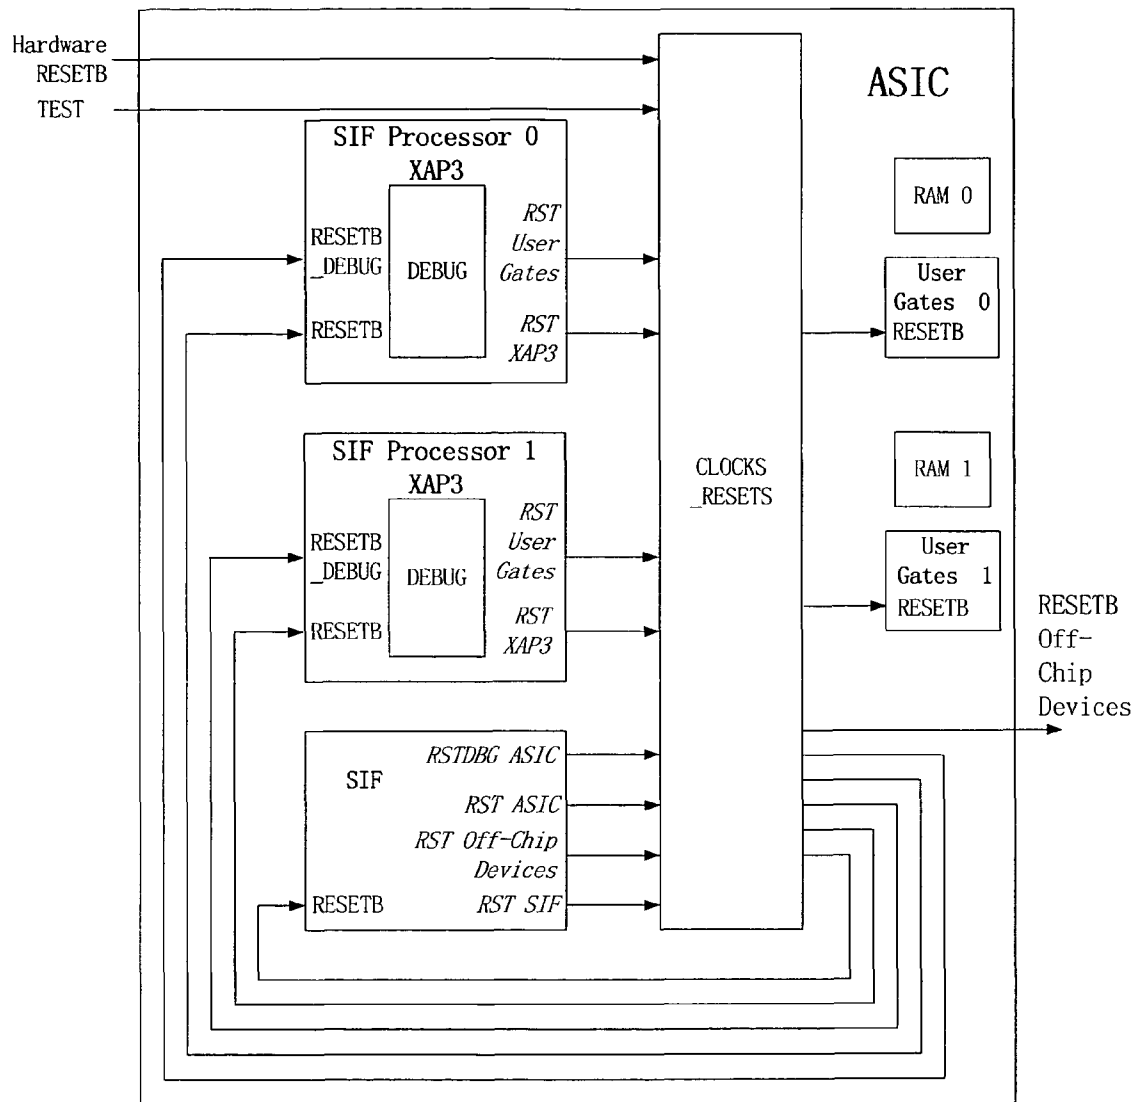 Hardware
RESETB
TEST
ASIC
SIF Processor 0
XAP3
RESETB
_DEBUG
RESETB
DEBUG
RST
User
Gates
RST
XAP3
RAM 0
User
Gates 0
RESETB
SIF Processor 1
XAP3
RESETB
_DEBUG
RESETB
DEBUG
RST
User
Gates
RST
XAP3
CLOCKS
_RESETS
RAM 1
User
Gates 1
RESETB
RESETB
Off-
Chip
Devices
SIF
RESETB
RSTDBG ASIC
RST ASIC
RST Off-Chip
Devices
RST SIF